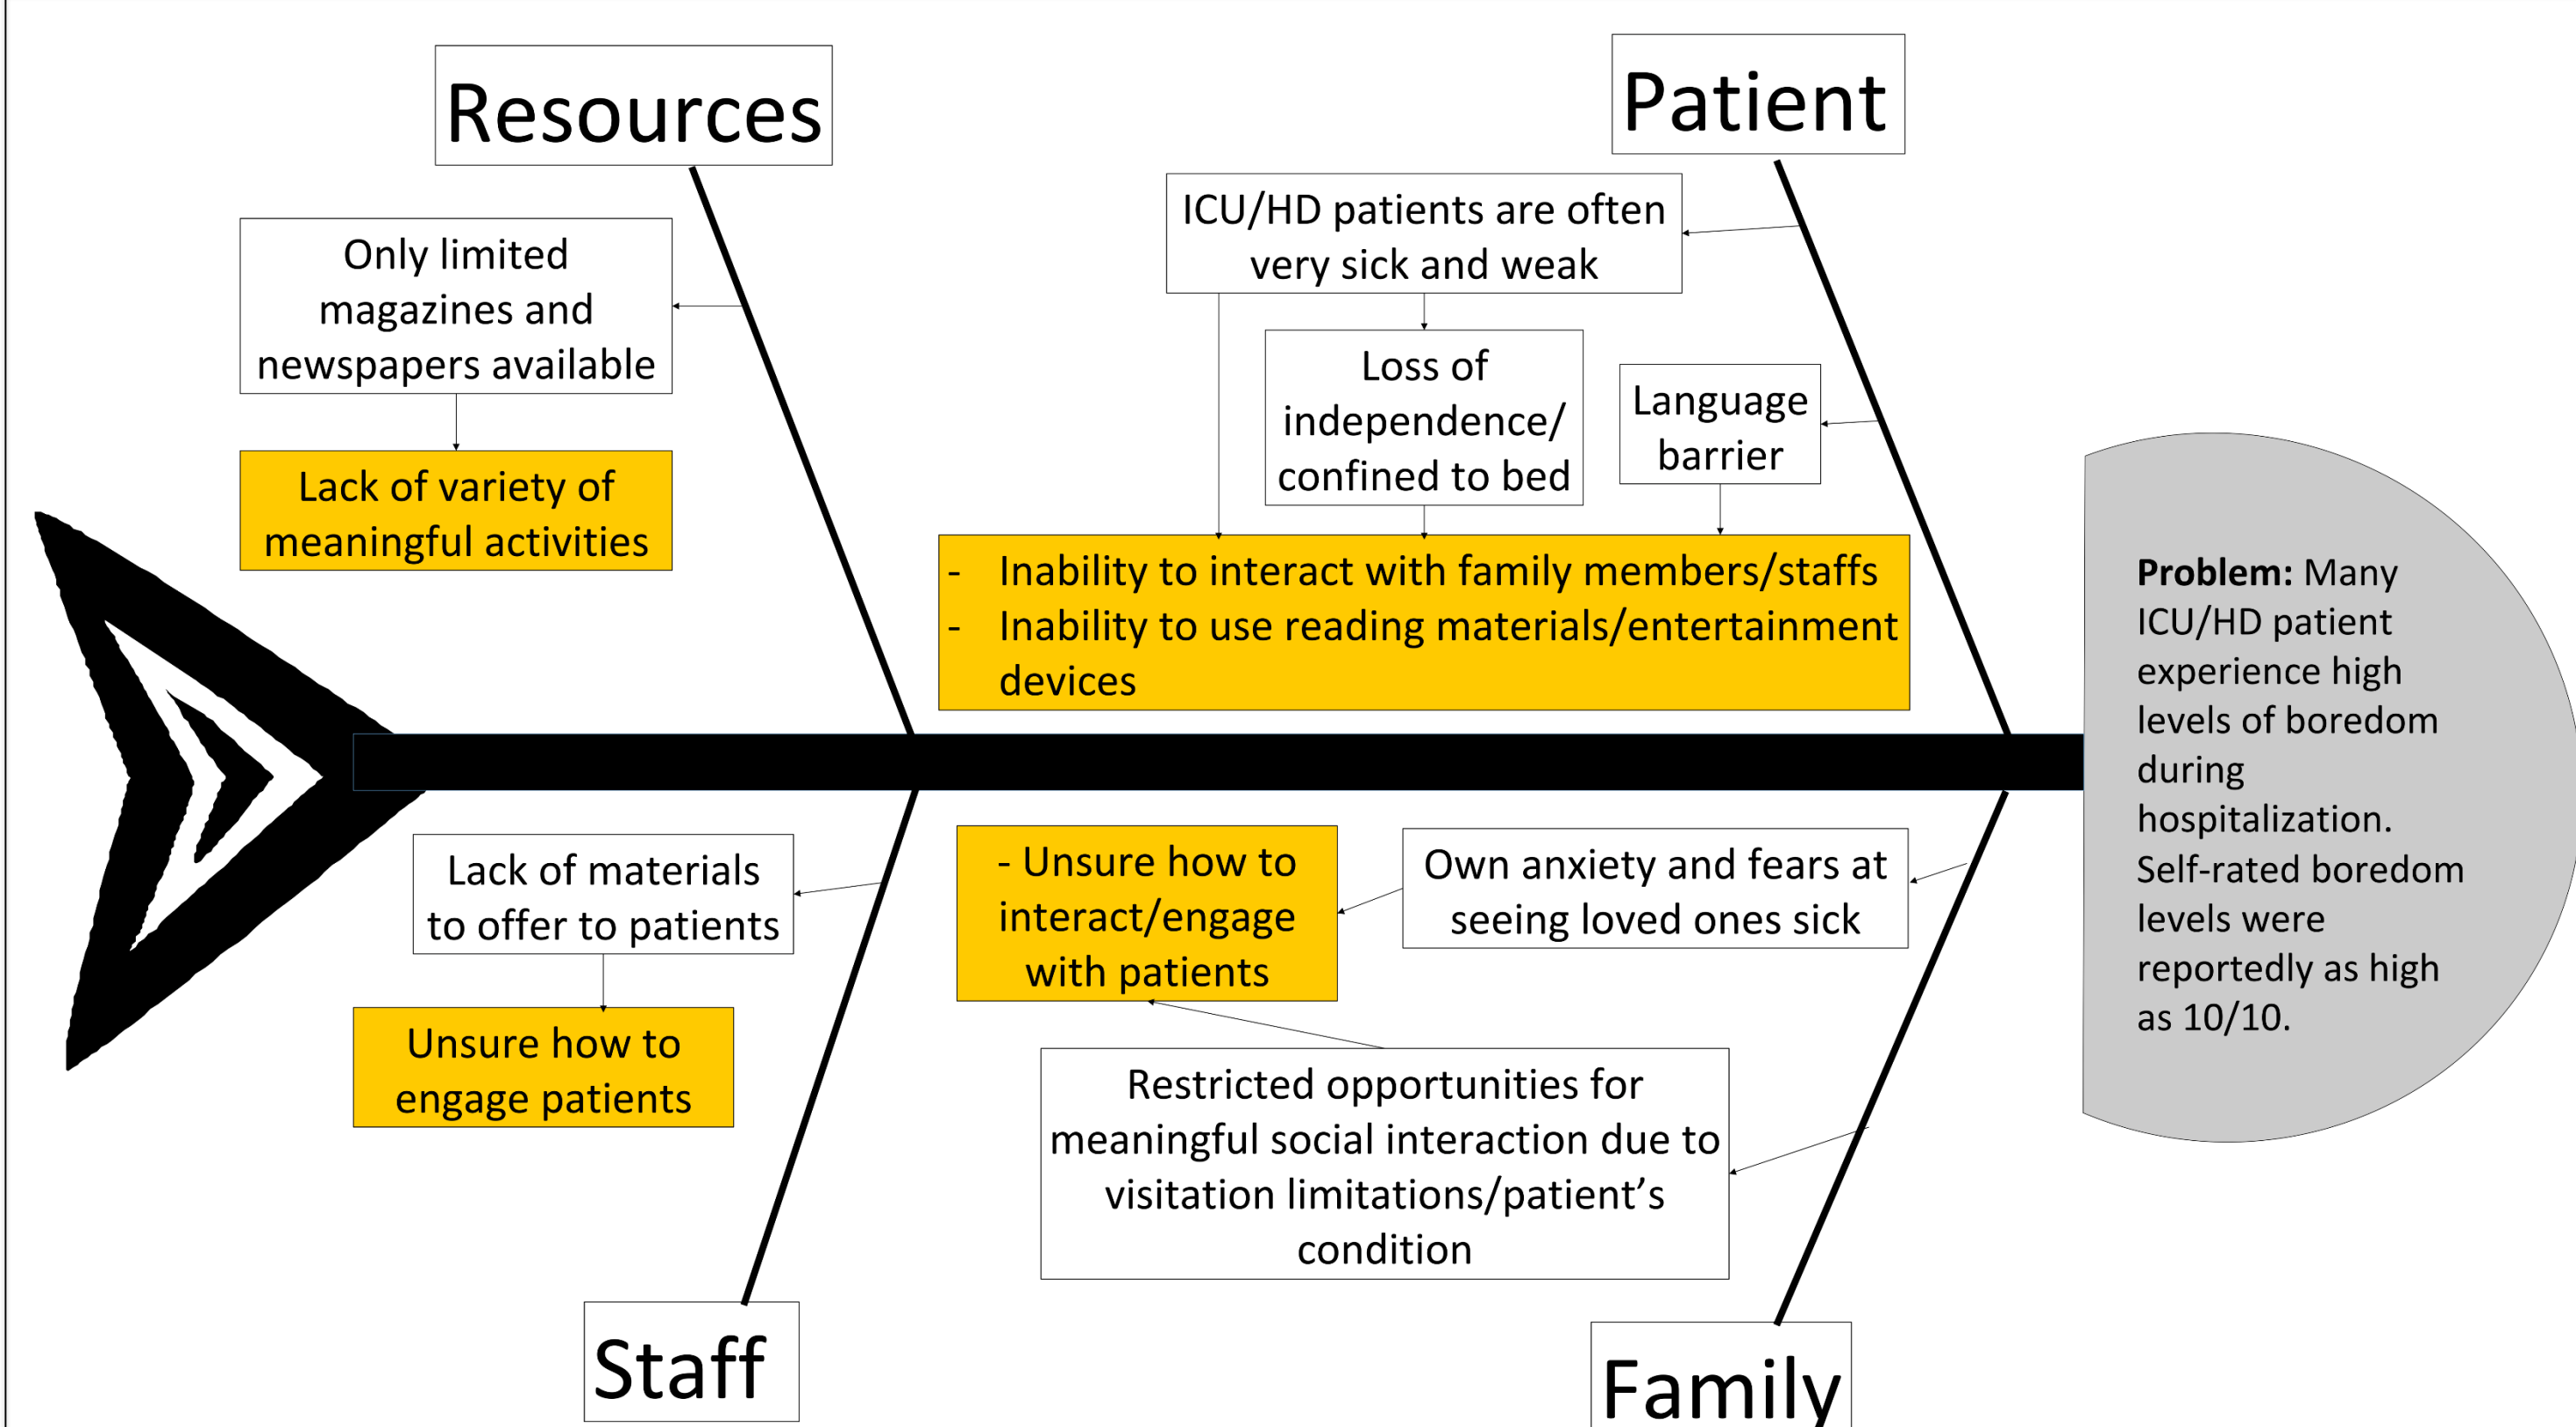 Resources
Only limited
magazines and
newspapers available
Lack of variety of
meaningful activities
Patient
ICU/HD patients are often
very sick and weak
Loss of
independence/
confined to bed
Language
barrier
- Inability to interact with family members/staffs
- Inability to use reading materials/entertainment
devices
Problem: Many
ICU/HD patient
experience high
levels of boredom
during
hospitalization.
Self-rated boredom
levels were
reportedly as high
as 10/10.
Lack of materials
to offer to patients
Unsure how to
engage patients
Staff
- Unsure how to
interact/engage
with patients
Own anxiety and fears at
seeing loved ones sick
Restricted opportunities for
meaningful social interaction due to
visitation limitations/patient’s
condition
Family